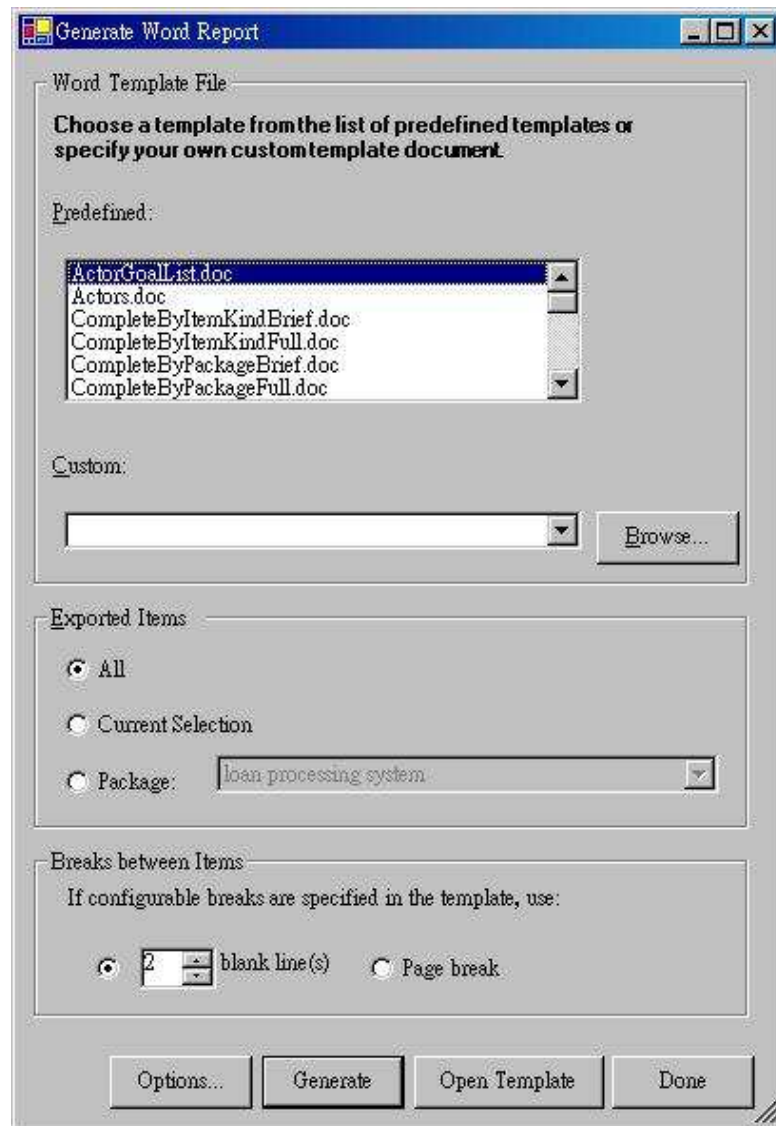 Generate Word Report
Word Template File
Choose a template from the list of predefined templates or
specify your own custom template document.
Predefined:
ActorGoalList.doc
Actors.doc
CompleteByItemKindBrief.doc
CompleteByItemKindFull.doc
CompleteByPackageBrief.doc
CompleteByPackageFull.doc
Custom:
Browse...
Exported Items
All
Current Selection
Package: loan processing system
Breaks between Items
If configurable breaks are specified in the template, use:
2 blank line(s) Page break
Options... Generate Open Template Done